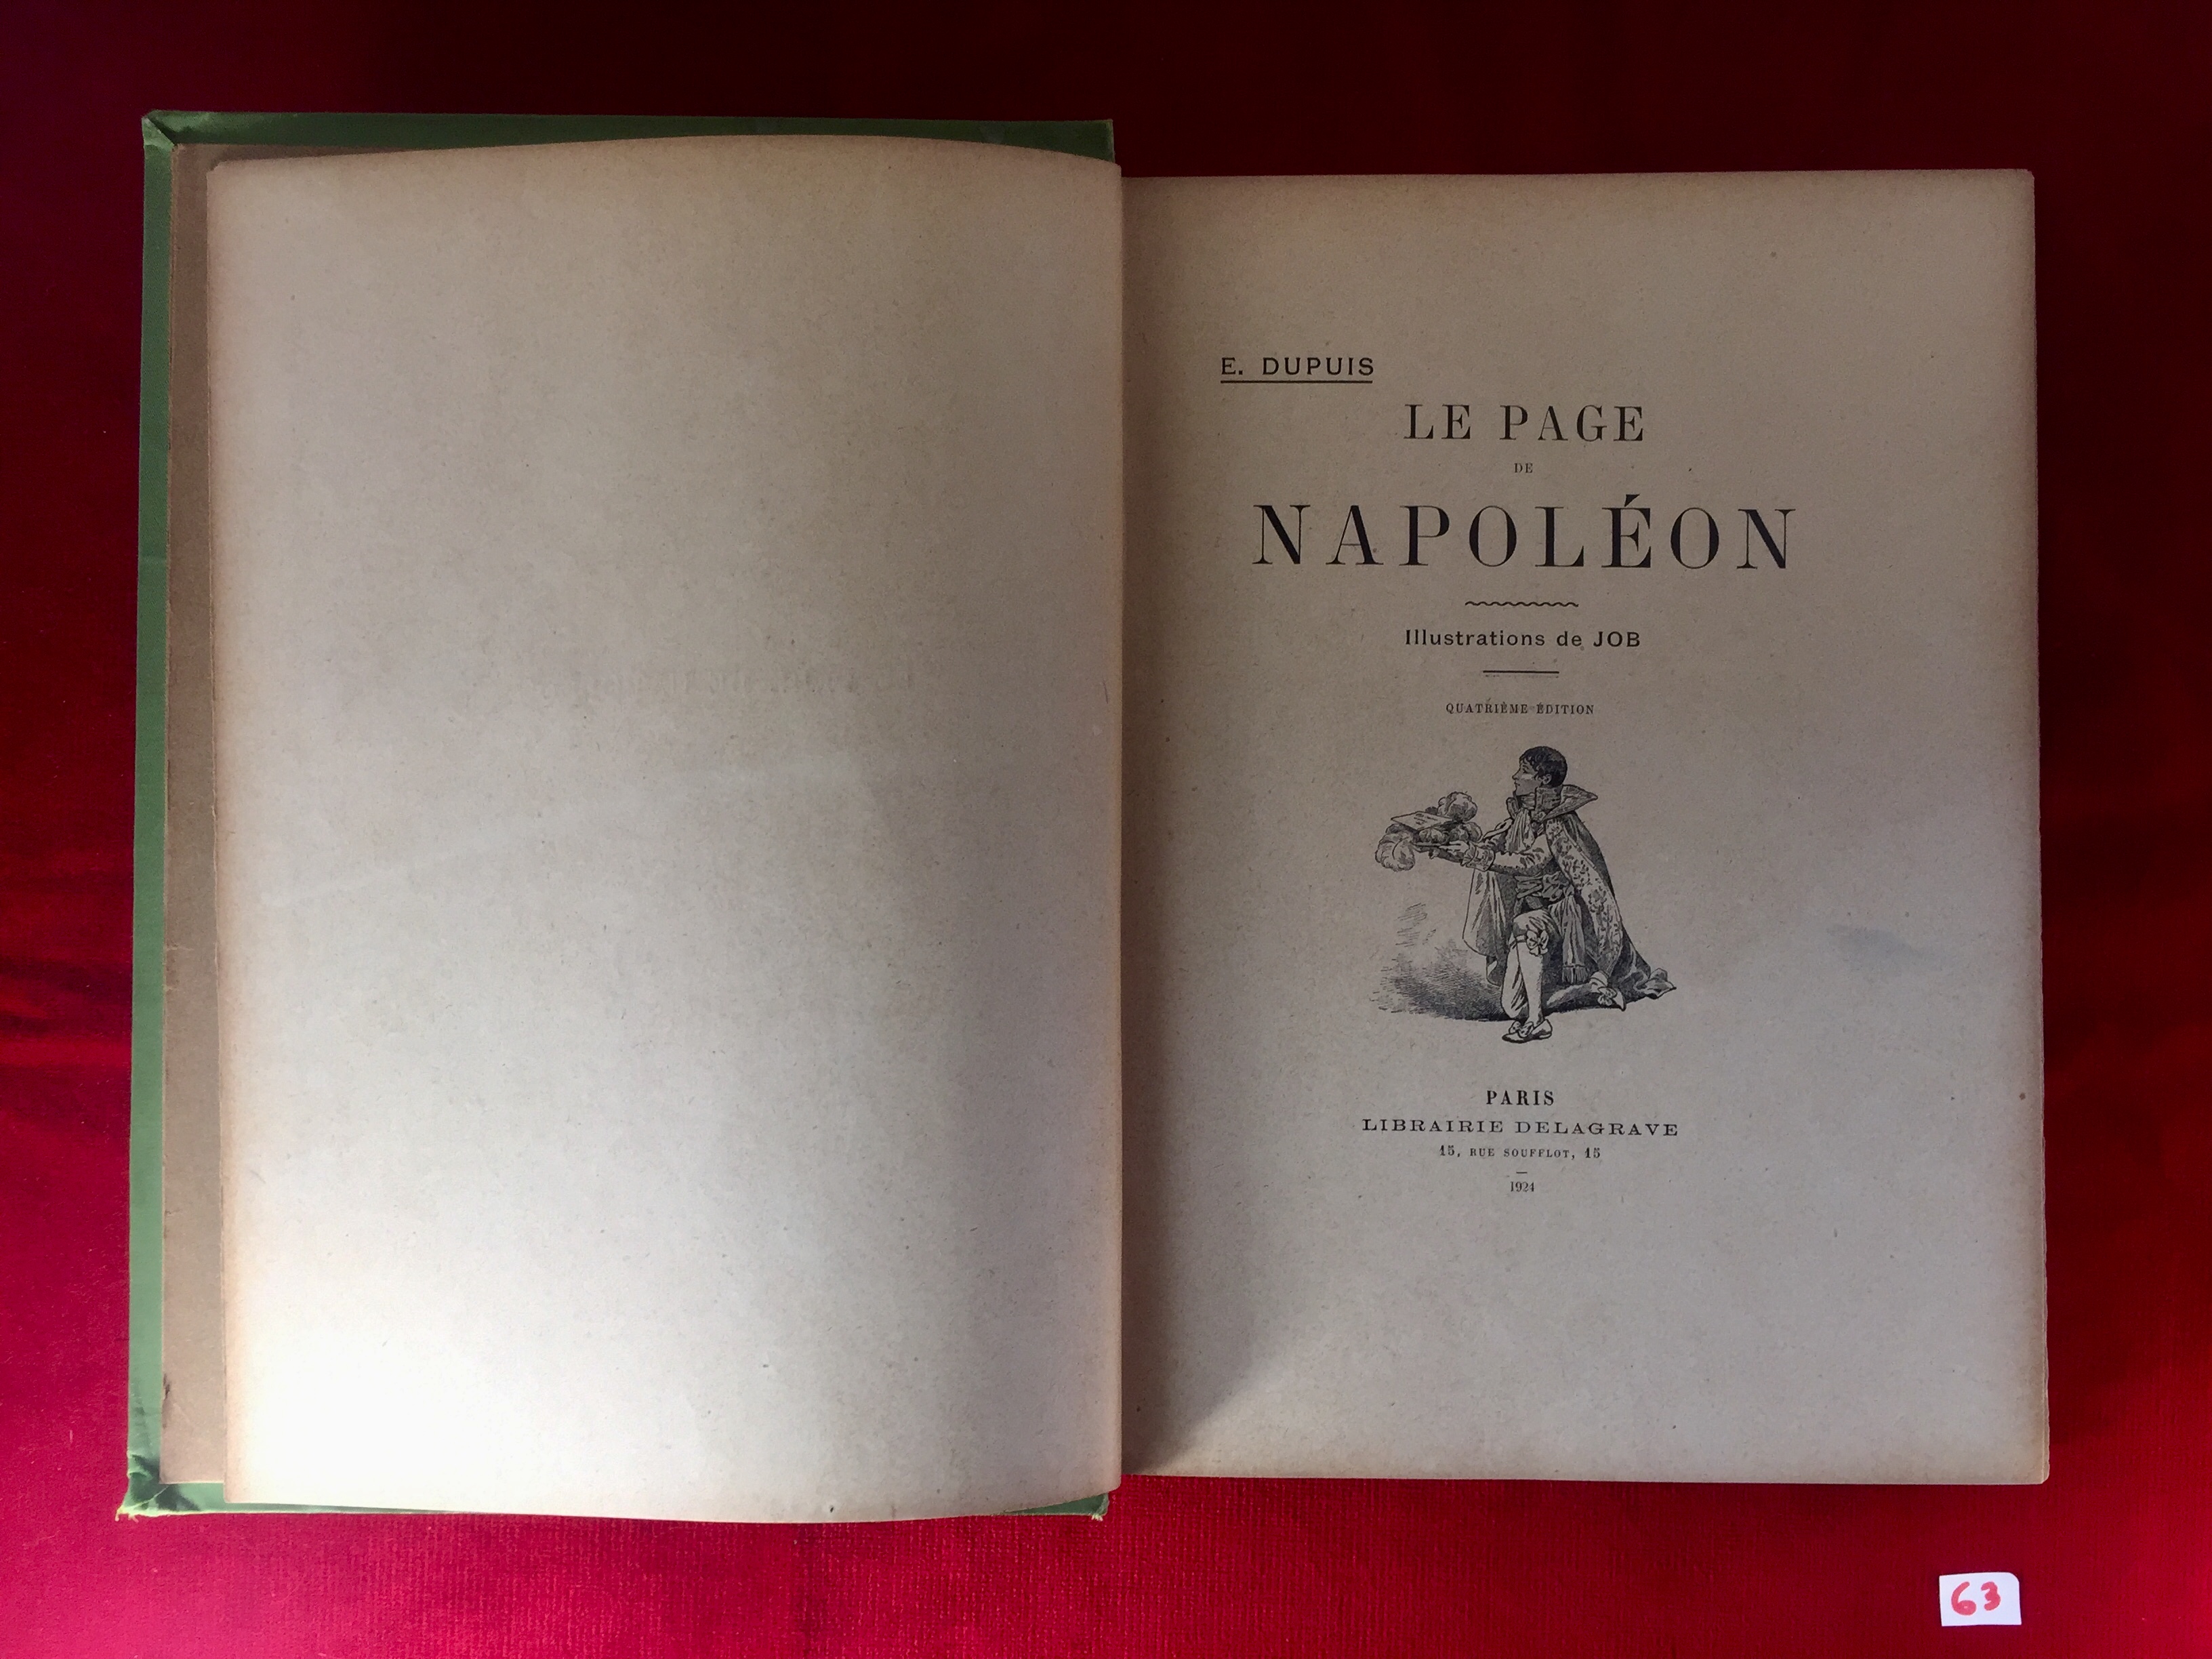 E. DUPUIS
LE PAGE
DE
NAPOLÉON
Illustrations de JOB
QUATRIÈME ÉDITION
PARIS
LIBRAIRIE DELAGRAVE
15, RUE SOUFFLOT, 15
1924
63